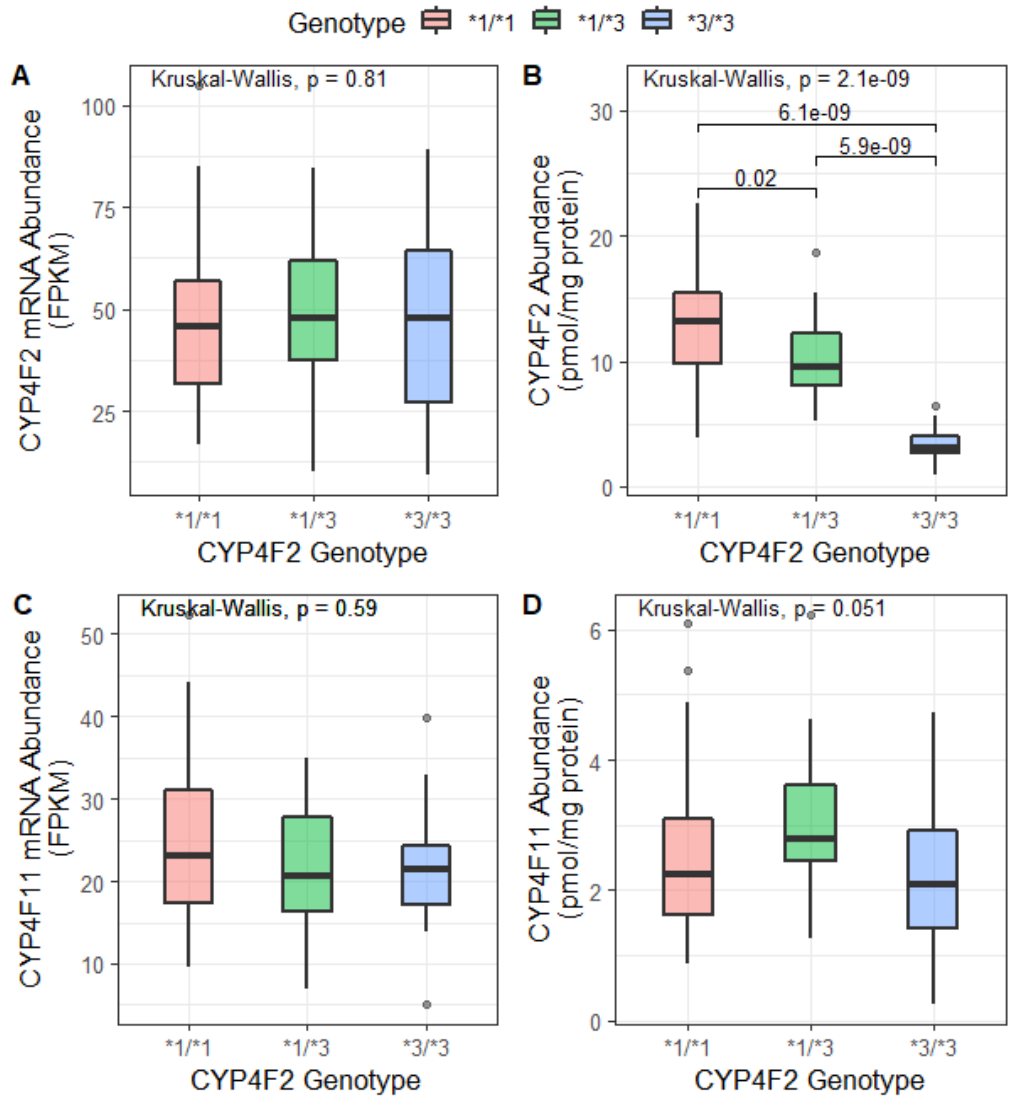 Genotype *1/*1 *1/*3 *3/*3
A
Kruskal-Wallis, p = 0.81
CYP4F2 mRNA Abundance
(FPKM)
100
75
50
25
*1/*1 *1/*3 *3/*3
CYP4F2 Genotype
B
Kruskal-Wallis, p = 2.1e-09
6.1e-09
5.9e-09
0.02
CYP4F2 Abundance
(pmol/mg protein)
30
20
10
0
*1/*1 *1/*3 *3/*3
CYP4F2 Genotype
C
Kruskal-Wallis, p = 0.59
CYP4F11 mRNA Abundance
(FPKM)
50
40
30
20
10
*1/*1 *1/*3 *3/*3
CYP4F2 Genotype
D
Kruskal-Wallis, p = 0.051
CYP4F11 Abundance
(pmol/mg protein)
6
4
2
0
*1/*1 *1/*3 *3/*3
CYP4F2 Genotype